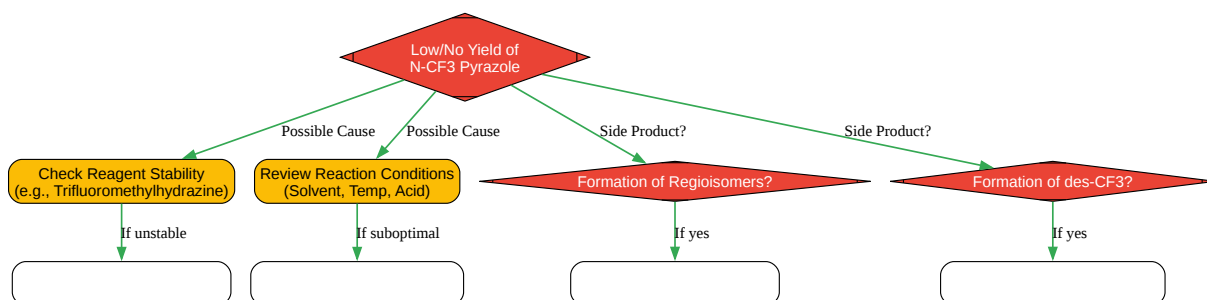 Low/No Yield of
N-CF3 Pyrazole
Possible Cause
Possible Cause
Side Product?
Side Product?
Check Reagent Stability
(e.g., Trifluoromethylhydrazine)
Review Reaction Conditions
(Solvent, Temp, Acid)
Formation of Regioisomers?
Formation of des-CF3?
If unstable
If suboptimal
If yes
If yes